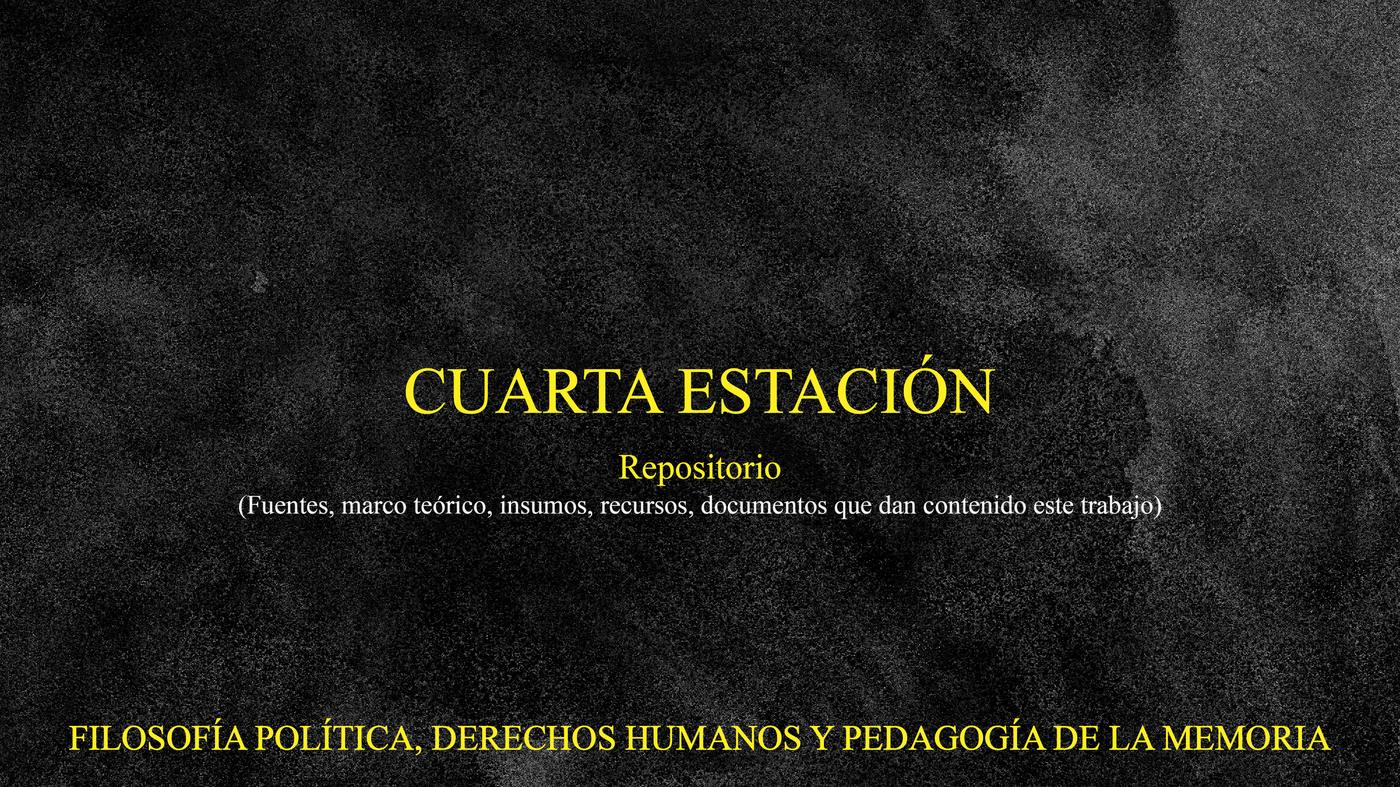 CUARTA ESTACIÓN
Repositorio
(Fuentes, marco teórico, insumos, recursos, documentos que dan contenido este trabajo)
FILOSOFÍA POLÍTICA, DERECHOS HUMANOS Y PEDAGOGÍA DE LA MEMORIA